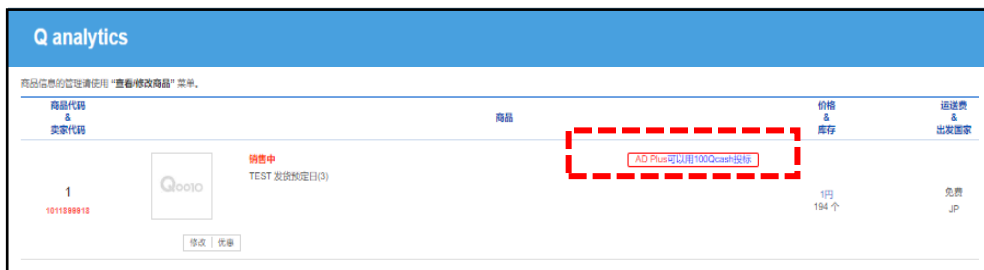 Q analytics
商品信息的管理请使用 “查看/修改商品” 菜单。
商品代码
&
卖家代码
商品
价格
&
库存
运送费
&
出发国家
1
1011899918
Qoo10
销售中
TEST 发货预定日(3)
AD Plus可以用100Qcash投标
1円
194 个
免费
JP
修改 | 优惠